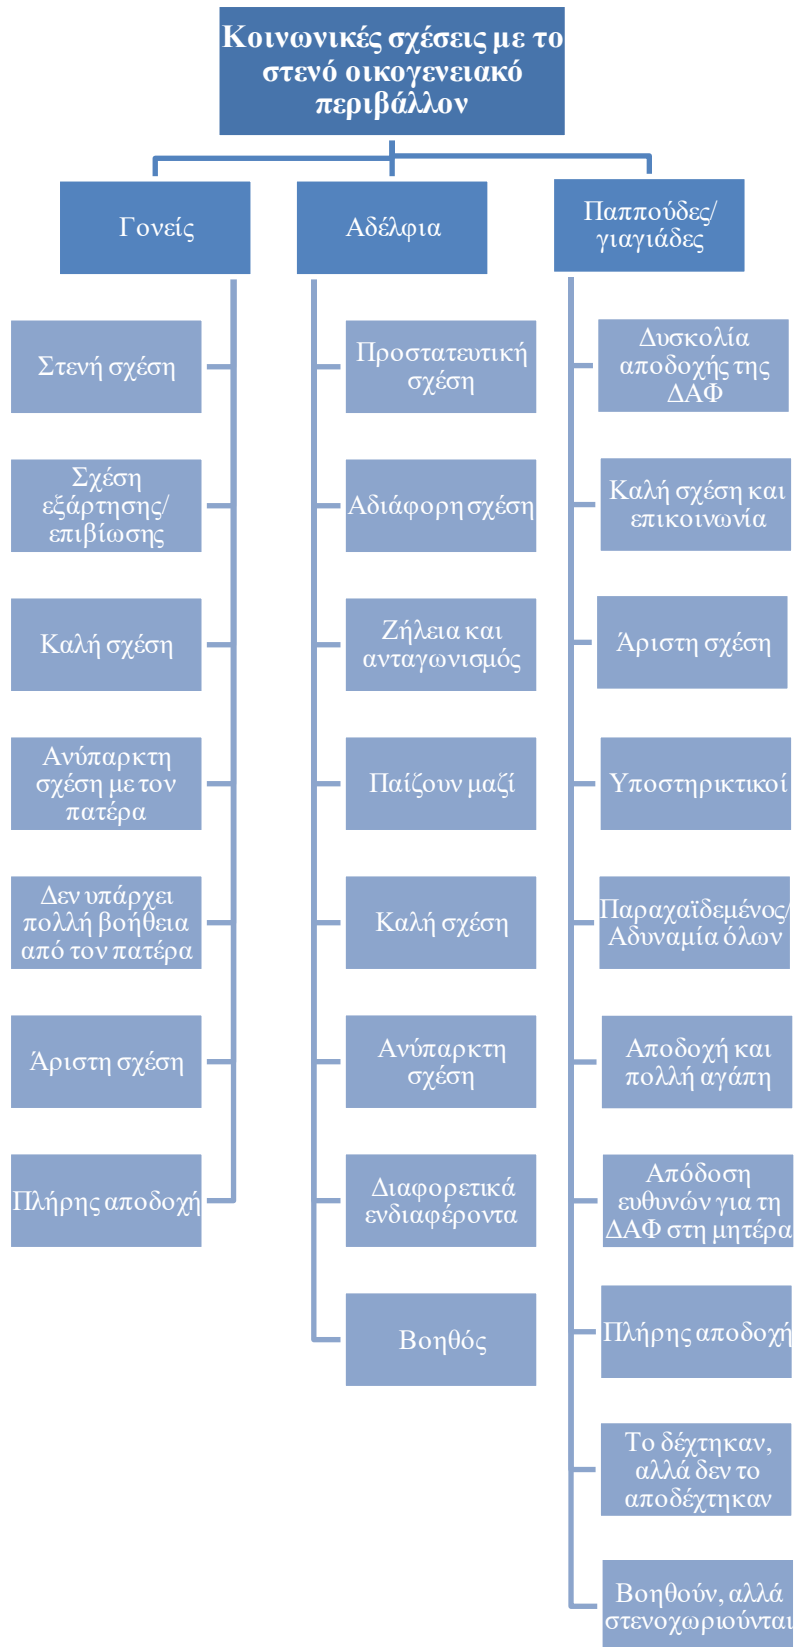 Κοινωνικές σχέσεις με το
στενό οικογενειακό
περιβάλλον
Γονείς
Στενή σχέση
Σχέση
εξάρτησης/
επιβίωσης
Καλή σχέση
Ανύπαρκτη
σχέση με τον
πατέρα
Δεν υπάρχει
πολλή βοήθεια
από τον πατέρα
Άριστη σχέση
Πλήρης αποδοχή
Αδέλφια
Προστατευτική
σχέση
Αδιάφορη σχέση
Ζήλεια και
ανταγωνισμός
Παίζουν μαζί
Καλή σχέση
Ανύπαρκτη
σχέση
Διαφορετικά
ενδιαφέροντα
Βοηθός
Παππούδες/
γιαγιάδες
Δυσκολία
αποδοχής της
ΔΑΦ
Καλή σχέση και
επικοινωνία
Άριστη σχέση
Υποστηρικτικοί
Παραχαϊδεμένος/
Αδυναμία όλων
Αποδοχή και
πολλή αγάπη
Απόδοση
ευθυνών για τη
ΔΑΦ στη μητέρα
Πλήρης αποδοχή
Το δέχτηκαν,
αλλά δεν το
αποδέχτηκαν
Βοηθούν, αλλά
στενοχωριούνται